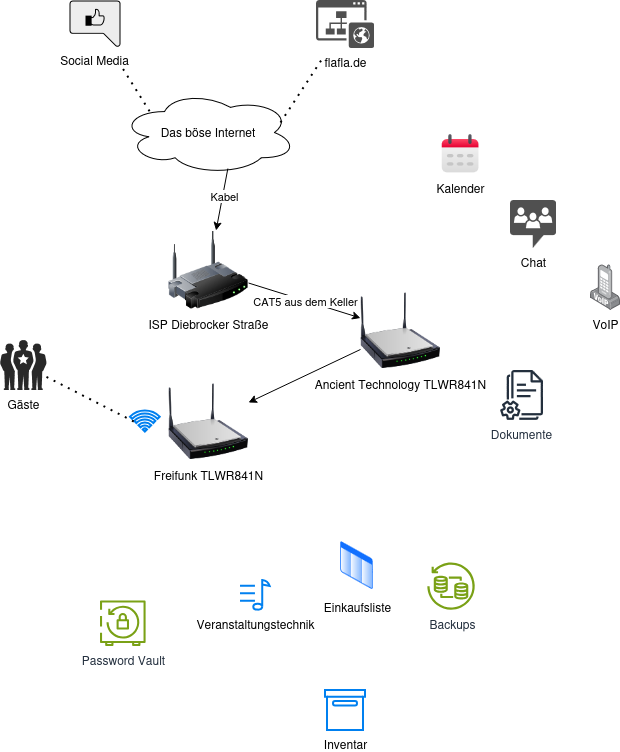 Social Media
flafla.de
Das böse Internet
Kalender
Kabel
Chat
CAT5 aus dem Keller
ISP Diebrocker Straße
VoIP
VoIP
Ancient Technology TLWR841N
Gäste
Dokumente
Freifunk TLWR841N
Einkaufsliste
Veranstaltungstechnik
Backups
Password Vault
Inventar